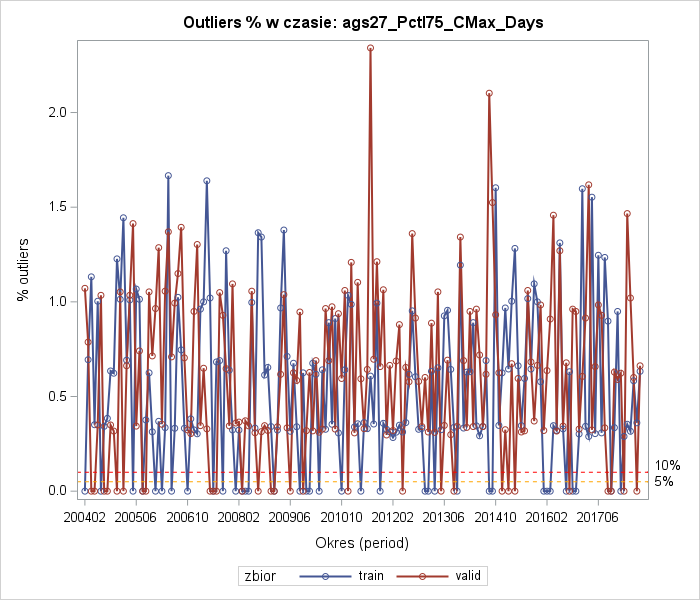 Outliers % w czasie: ags27_Pctl75_CMax_Days
% outliers
2.0
1.5
1.0
0.5
0.0
10%
5%
200402 200506 200610 200802 200906 201010 201202 201306 201410 201602 201706
Okres (period)
zbior train valid